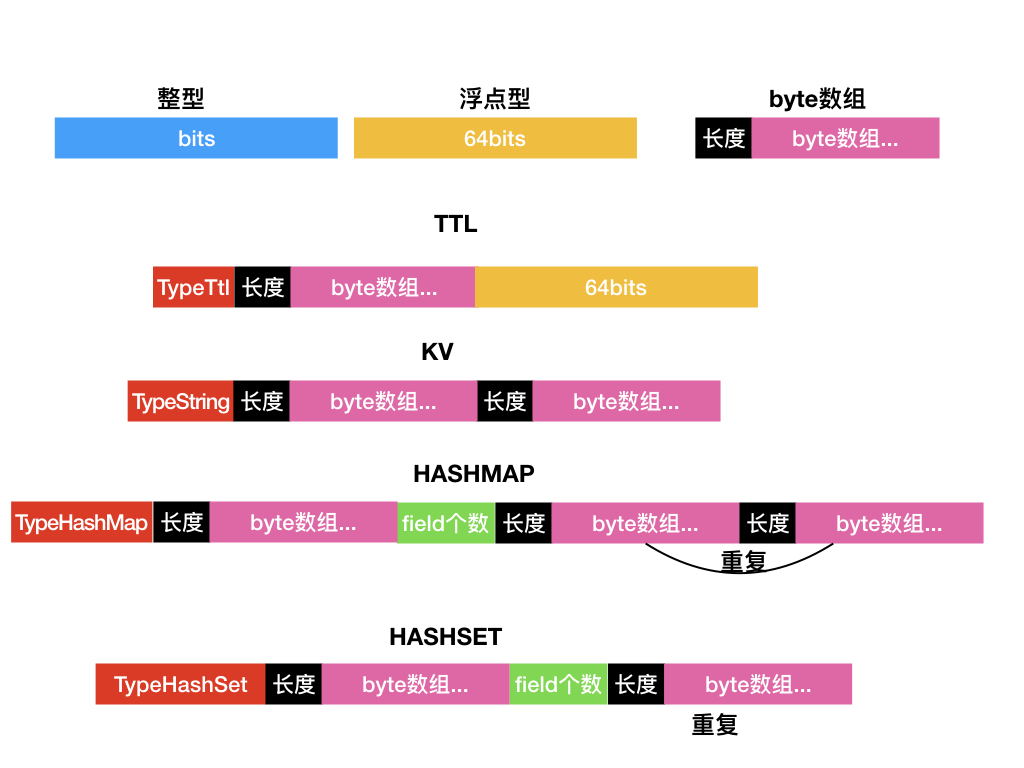 整型 浮点型 byte数组
bits 64bits 长度 byte数组...
TTL
TypeTtl 长度 byte数组... 64bits
KV
TypeString 长度 byte数组... 长度 byte数组...
HASHMAP
TypeHashMap 长度 byte数组... field个数 长度 byte数组... 长度 byte数组...
重复
HASHSET
TypeHashSet 长度 byte数组... field个数 长度 byte数组...
重复